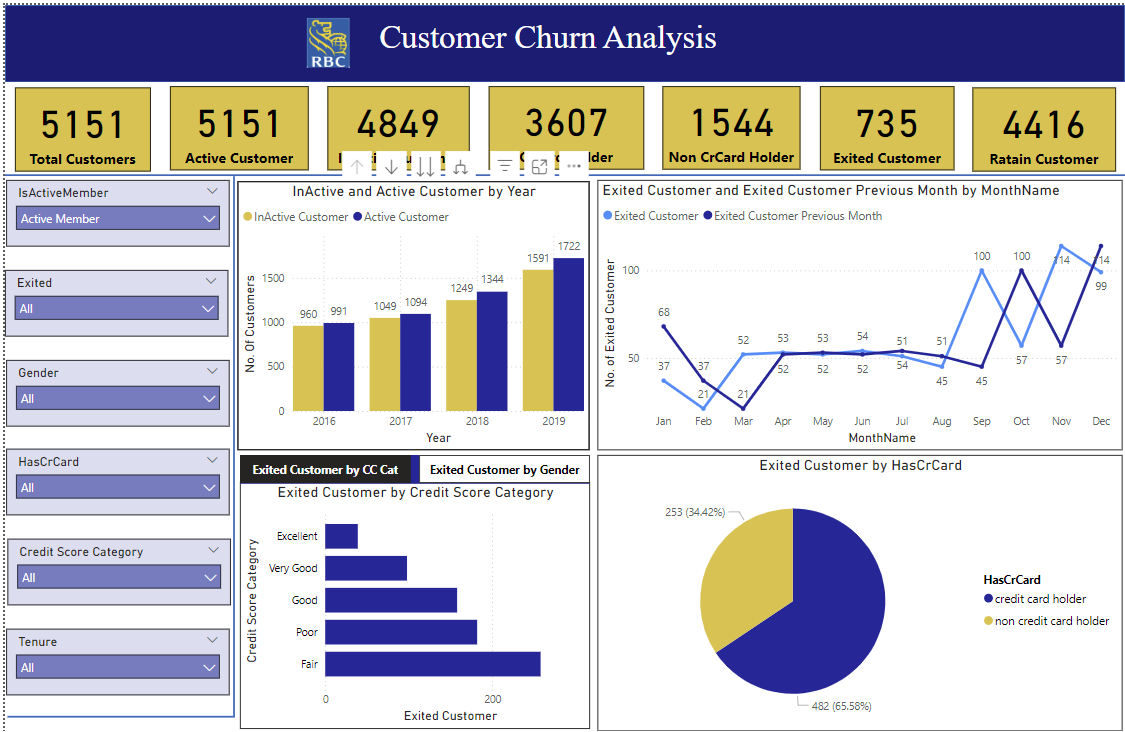 RBC
Customer Churn Analysis
5151
Total Customers
5151
Active Customer
4849
3607
1544
Non CrCard Holder
735
Exited Customer
4416
Ratain Customer
IsActiveMember
Active Member
Exited
All
Gender
All
HasCrCard
All
Credit Score Category
All
Tenure
All
InActive and Active Customer by Year
InActive Customer Active Customer
No. Of Customers
1500
1000
500
0
960 991 1049 1094 1249 1344 1591 1722
2016 2017 2018 2019
Year
Exited Customer and Exited Customer Previous Month by MonthName
Exited Customer Exited Customer Previous Month
No. of Exited Customer
100
50
68 37 52 53 53 54 51 51 100 100 114 114
37 21 21 52 52 52 54 45 45 57 57 99
Jan Feb Mar Apr May Jun Jul Aug Sep Oct Nov Dec
MonthName
Exited Customer by CC Cat Exited Customer by Gender
Exited Customer by Credit Score Category
Credit Score Category
Excellent
Very Good
Good
Poor
Fair
0 200
Exited Customer
Exited Customer by HasCrCard
253 (34.42%)
482 (65.58%)
HasCrCard
credit card holder
non credit card holder